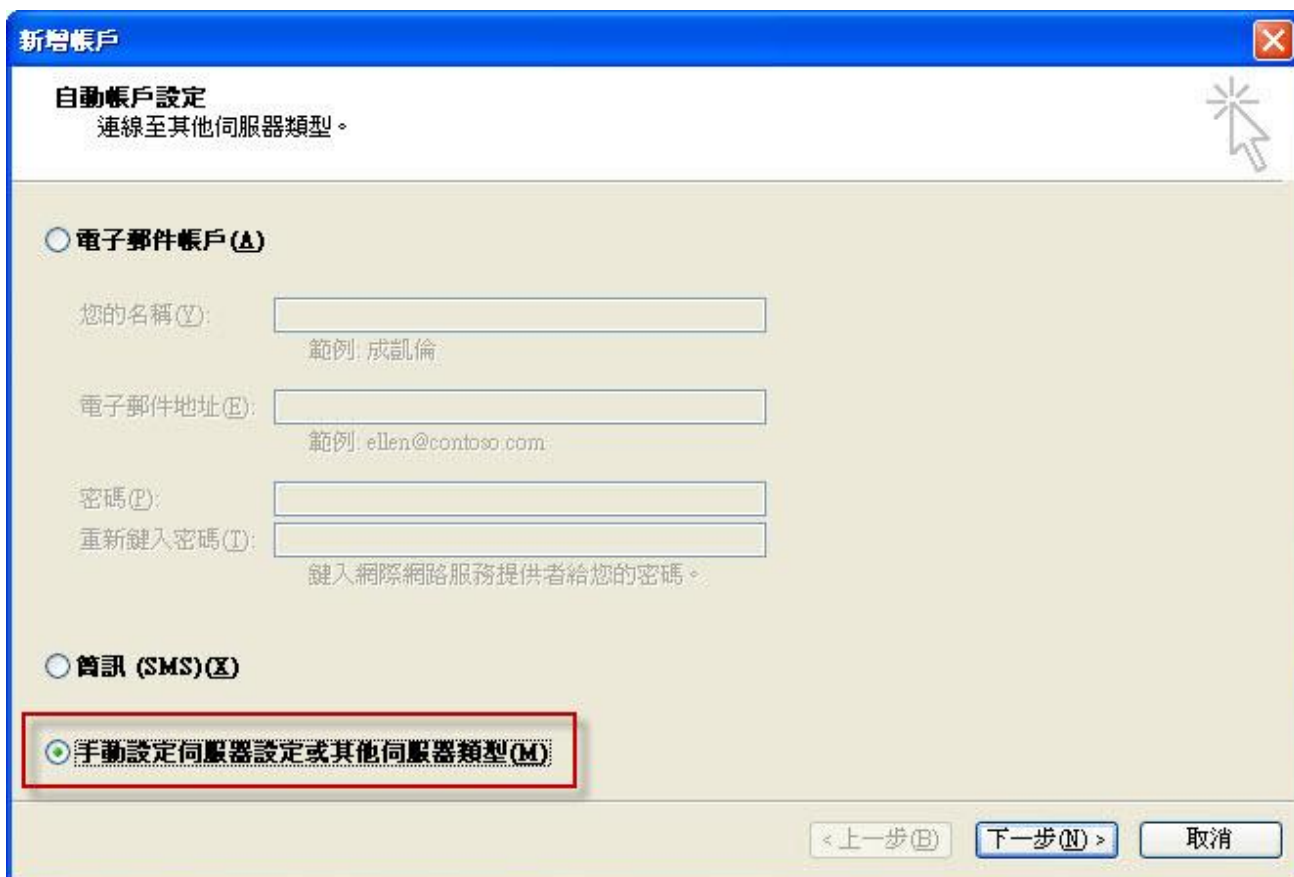 新增帳戶
自動帳戶設定
連線至其他伺服器類型。
電子郵件帳戶(A)
您的名稱(Y):
範例: 成凱倫
電子郵件地址(E):
範例: ellen@contoso.com
密碼(P):
重新鍵入密碼(T):
鍵入網際網路服務提供者給您的密碼。
簡訊 (SMS)(X)
手動設定伺服器設定或其他伺服器類型(M)
<上一步(B) 下一步(N) > 取消